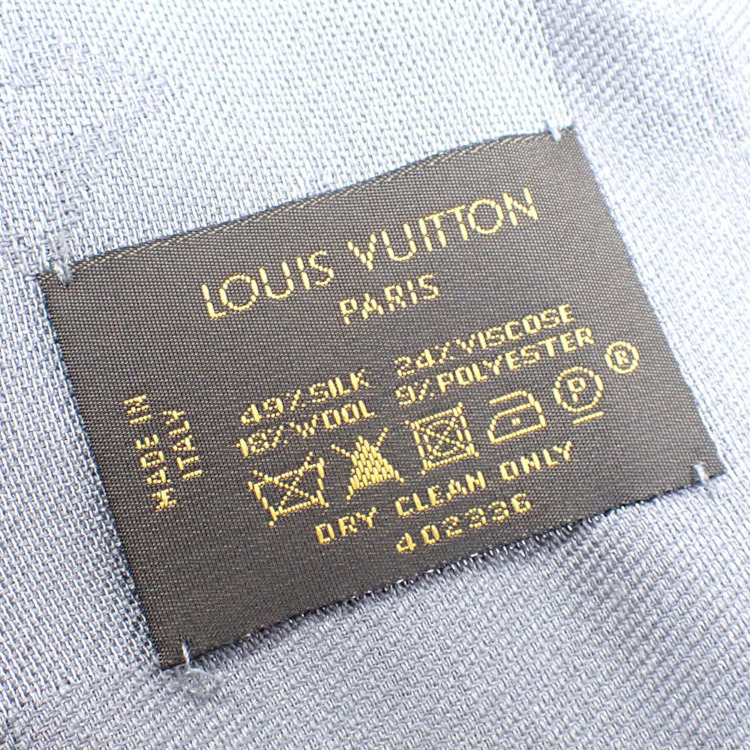 LOUIS VUITTON
PARIS
MADE IN
ITALY
49% SILK 24% VISCOSE
18% WOOL 9% POLYESTER
P ®
DRY CLEAN ONLY
402336